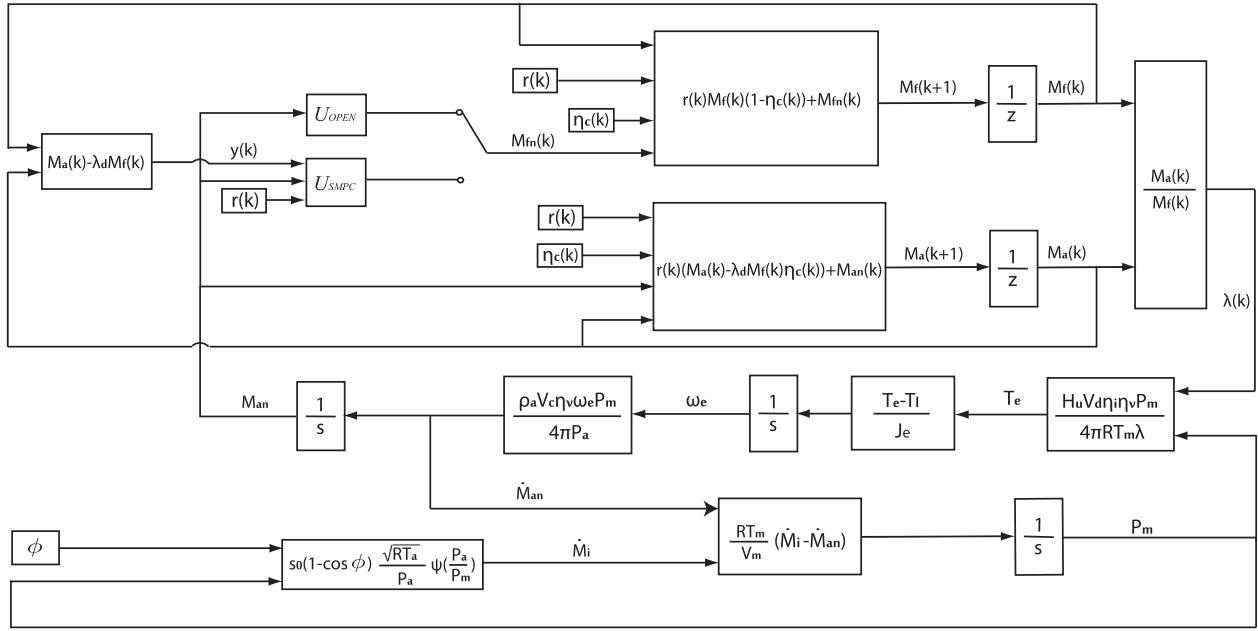 r(k)
ηc(k)
r(k)Mf(k)(1-ηc(k))+Mfn(k)
Mf(k+1)
1
z
Mf(k)
UOPEN
Mfn(k)
Ma(k)-λdMf(k)
y(k)
USMPC
r(k)
Ma(k)
Mf(k)
r(k)
ηc(k)
r(k)(Ma(k)-λdMf(k)ηc(k))+Man(k)
Ma(k+1)
1
z
Ma(k)
λ(k)
Man
1
s
ρaVcηvωePm
4πPa
ωe
1
s
Te-Tl
Je
Te
HuVdηiηvPm
4πRTmλ
Ṁan
ϕ
s0(1-cos ϕ) √RTa / Pa ψ(Pa / Pm)
Ṁi
RTm / Vm (Ṁi-Ṁan)
1
s
Pm